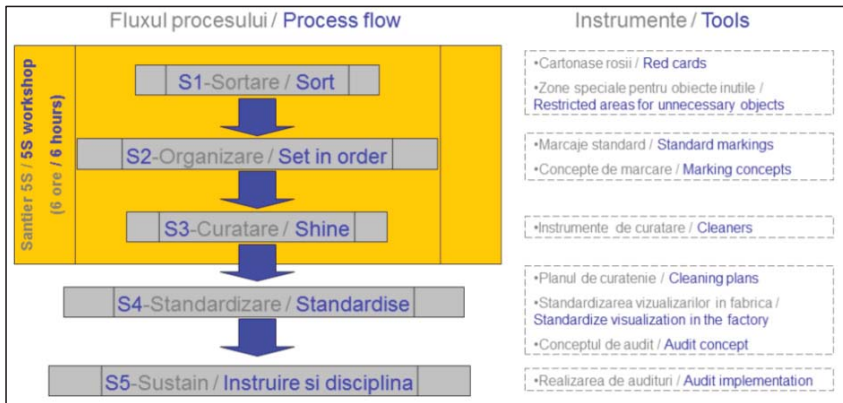 Fluxul procesului / Process flow
Instrumente / Tools
Santier 5S / 5S workshop
(6 ore / 6 hours)
S1-Sortare / Sort
S2-Organizare / Set in order
S3-Curatare / Shine
S4-Standardizare / Standardise
S5-Sustain / Instruire si disciplina
•Cartonase rosii / Red cards
•Zone speciale pentru obiecte inutile /
Restricted areas for unnecessary objects
•Marcaje standard / Standard markings
•Concepte de marcare / Marking concepts
•Instrumente de curatare / Cleaners
•Planul de curatenie / Cleaning plans
•Standardizarea vizualizarilor in fabrica /
Standardize visualization in the factory
•Conceptul de audit / Audit concept
•Realizarea de audituri / Audit implementation